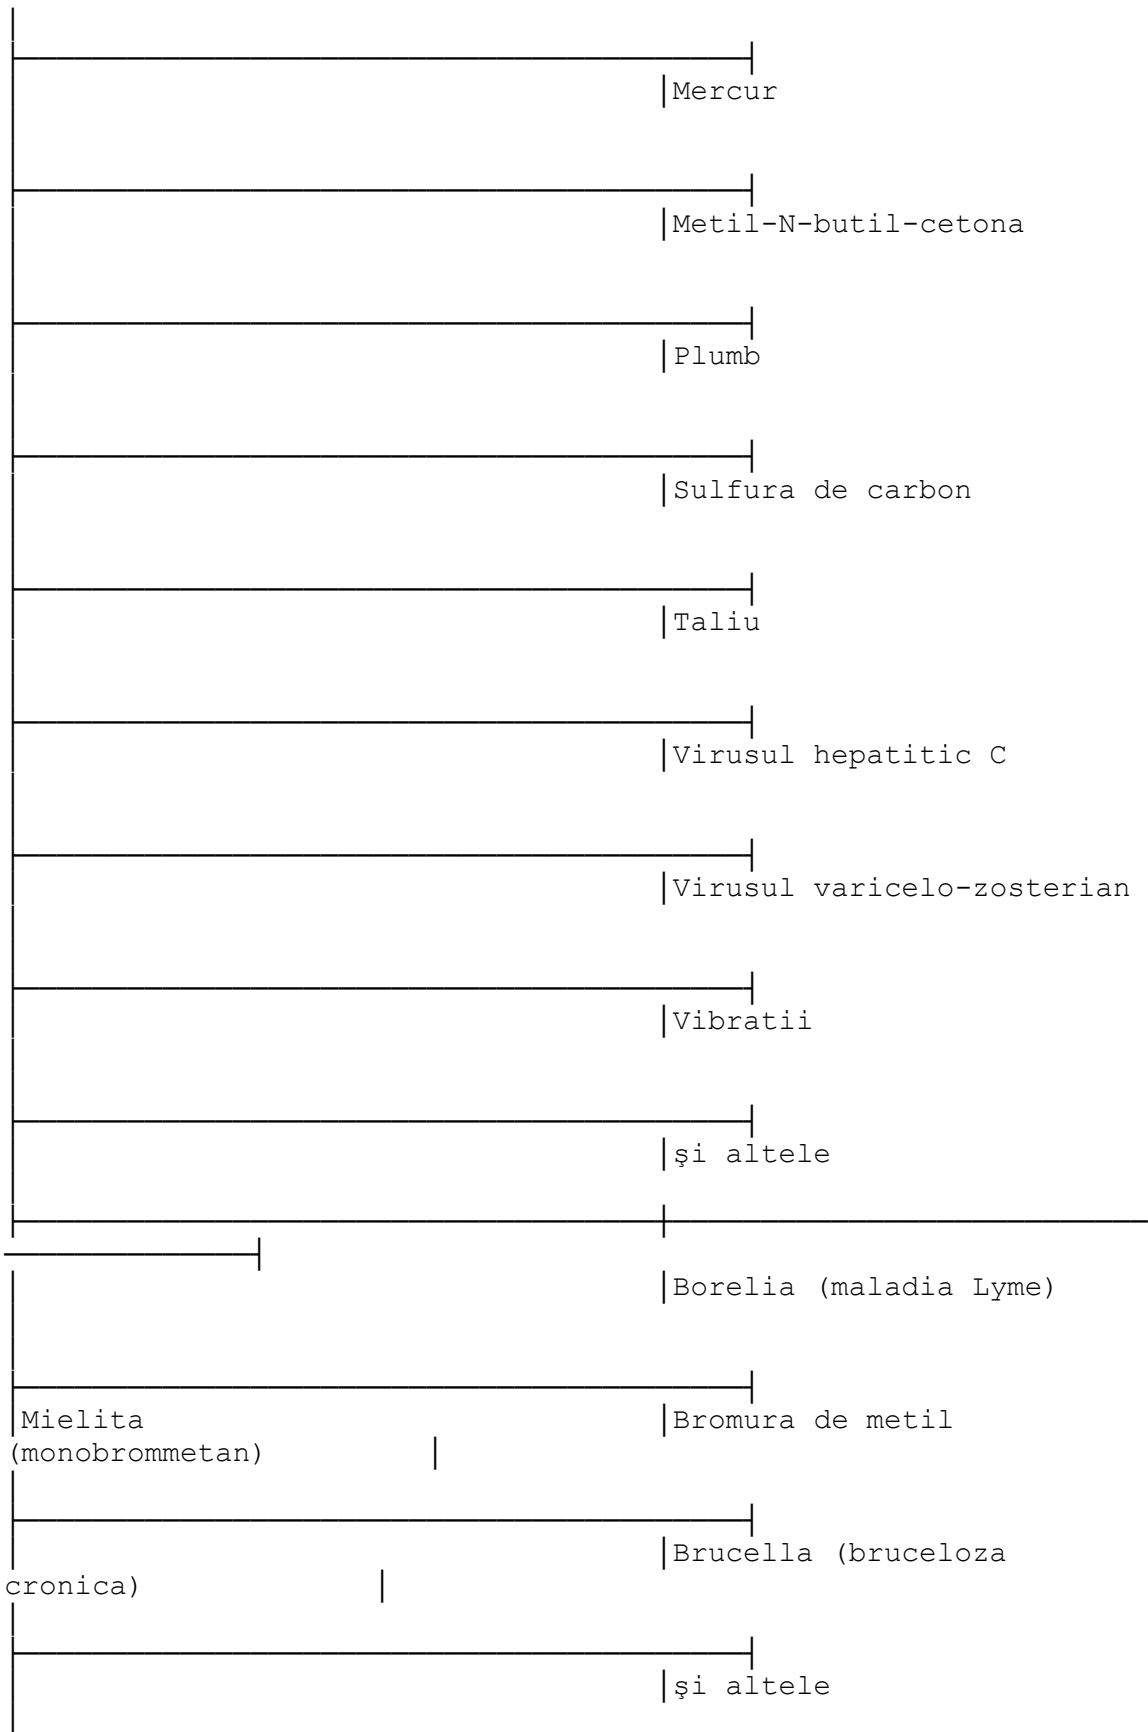 Mercur
Metil-N-butil-cetona
Plumb
Sulfura de carbon
Taliu
Virusul hepatitic C
Virusul varicelo-zosterian
Vibratii
şi altele
Borelia (maladia Lyme)
Mielita Bromura de metil
(monobrommetan)
Brucella (bruceloza
cronica)
şi altele